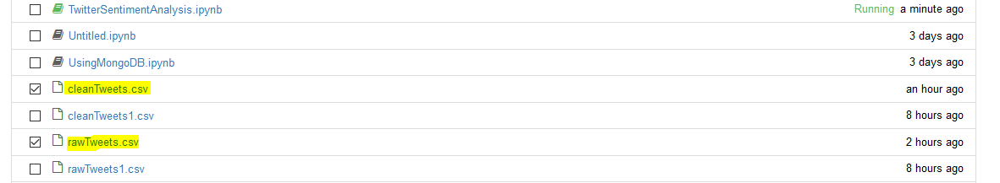 TwitterSentimentAnalysis.ipynb Running a minute ago
Untitled.ipynb 3 days ago
UsingMongoDB.ipynb 3 days ago
cleanTweets.csv an hour ago
cleanTweets1.csv 8 hours ago
rawTweets.csv 2 hours ago
rawTweets1.csv 8 hours ago